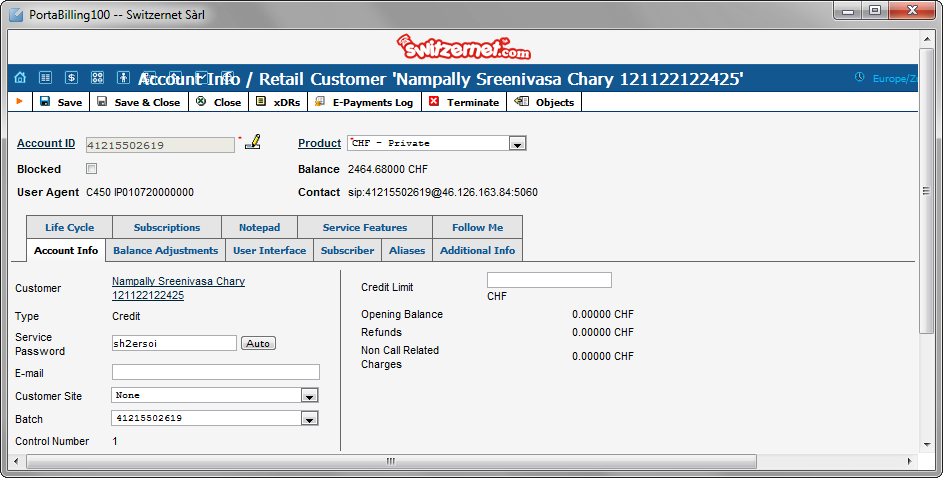 PortaBilling100 -- Switzernet Sàrl
switzernet.com
Account Info / Retail Customer 'Nampally Sreenivasa Chary 121122122425'
Europe/Zu
Save Save & Close Close xDRs E-Payments Log Terminate Objects
Account ID 41215502619 * Product *CHF - Private
Blocked Balance 2464.68000 CHF
User Agent C450 IP010720000000 Contact sip:41215502619@46.126.163.84:5060
Life Cycle Subscriptions Notepad Service Features Follow Me
Account Info Balance Adjustments User Interface Subscriber Aliases Additional Info
Customer Nampally Sreenivasa Chary
121122122425
Type Credit
Service
Password sh2ersoi Auto
E-mail
Customer Site None
Batch 41215502619
Control Number 1
Credit Limit
CHF
Opening Balance 0.00000 CHF
Refunds 0.00000 CHF
Non Call Related
Charges 0.00000 CHF